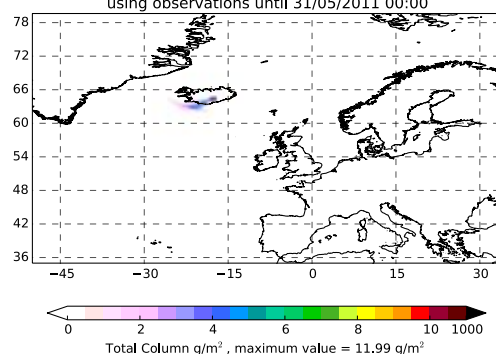 using observations until 31/05/2011 00:00
78
72
66
60
54
48
42
36
−45 −30 −15 0 15 30
0 2 4 6 8 10 1000
Total Column g/m² , maximum value = 11.99 g/m²